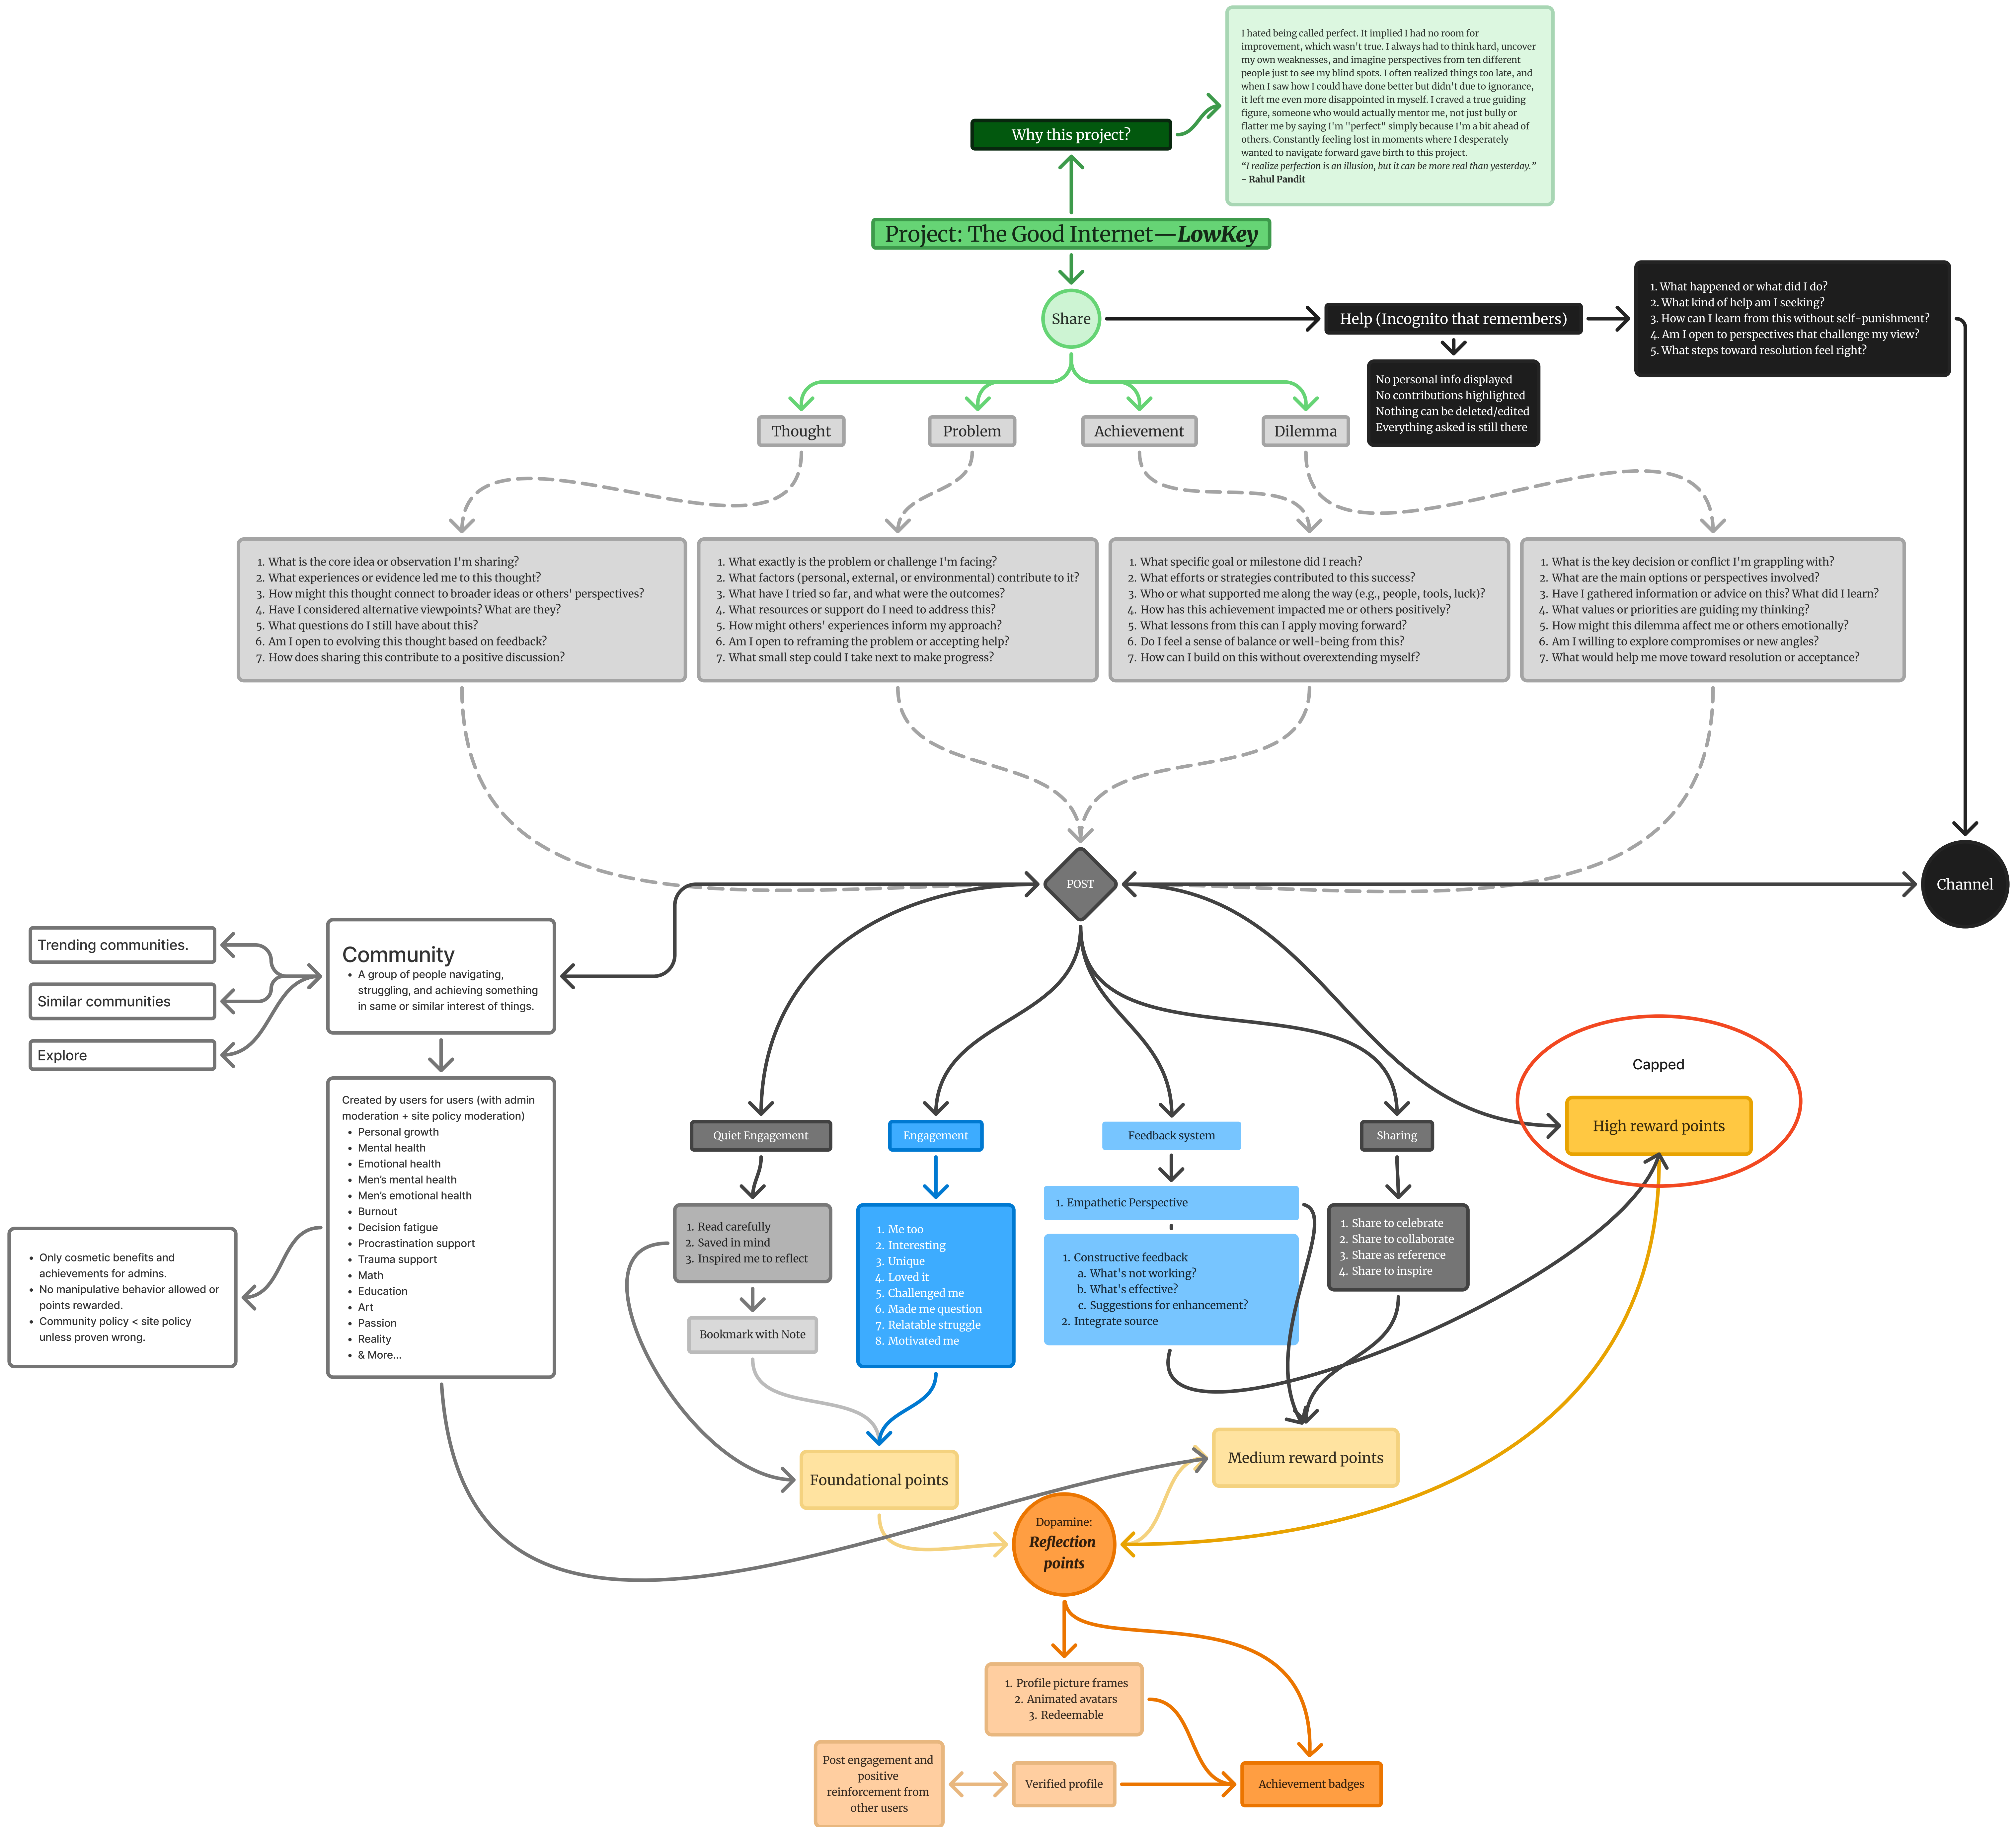 I hated being called perfect. It implied I had no room for
improvement, which wasn't true. I always had to think hard, uncover
my own weaknesses, and imagine perspectives from ten different
people just to see my blind spots. I often realized things too late, and
when I saw how I could have done better but didn't due to ignorance,
it left me even more disappointed in myself. I craved a true guiding
figure, someone who would actually mentor me, not just bully or
flatter me by saying I'm "perfect" simply because I'm a bit ahead of
others. Constantly feeling lost in moments where I desperately
wanted to navigate forward gave birth to this project.
“I realize perfection is an illusion, but it can be more real than yesterday.”
- Rahul Pandit
Why this project?
Project: The Good Internet—LowKey
Share
Help (Incognito that remembers)
1. What happened or what did I do?
2. What kind of help am I seeking?
3. How can I learn from this without self-punishment?
4. Am I open to perspectives that challenge my view?
5. What steps toward resolution feel right?
No personal info displayed
No contributions highlighted
Nothing can be deleted/edited
Everything asked is still there
Thought
Problem
Achievement
Dilemma
1. What is the core idea or observation I'm sharing?
2. What experiences or evidence led me to this thought?
3. How might this thought connect to broader ideas or others' perspectives?
4. Have I considered alternative viewpoints? What are they?
5. What questions do I still have about this?
6. Am I open to evolving this thought based on feedback?
7. How does sharing this contribute to a positive discussion?
1. What exactly is the problem or challenge I'm facing?
2. What factors (personal, external, or environmental) contribute to it?
3. What have I tried so far, and what were the outcomes?
4. What resources or support do I need to address this?
5. How might others' experiences inform my approach?
6. Am I open to reframing the problem or accepting help?
7. What small step could I take next to make progress?
1. What specific goal or milestone did I reach?
2. What efforts or strategies contributed to this success?
3. Who or what supported me along the way (e.g., people, tools, luck)?
4. How has this achievement impacted me or others positively?
5. What lessons from this can I apply moving forward?
6. Do I feel a sense of balance or well-being from this?
7. How can I build on this without overextending myself?
1. What is the key decision or conflict I'm grappling with?
2. What are the main options or perspectives involved?
3. Have I gathered information or advice on this? What did I learn?
4. What values or priorities are guiding my thinking?
5. How might this dilemma affect me or others emotionally?
6. Am I willing to explore compromises or new angles?
7. What would help me move toward resolution or acceptance?
POST
Channel
Trending communities.
Similar communities
Explore
Community
• A group of people navigating,
struggling, and achieving something
in same or similar interest of things.
Created by users for users (with admin
moderation + site policy moderation)
• Personal growth
• Mental health
• Emotional health
• Men's mental health
• Men's emotional health
• Burnout
• Decision fatigue
• Procrastination support
• Trauma support
• Math
• Education
• Art
• Passion
• Reality
• & More...
• Only cosmetic benefits and
achievements for admins.
• No manipulative behavior allowed or
points rewarded.
• Community policy < site policy
unless proven wrong.
Quiet Engagement
Engagement
Feedback system
Sharing
Capped
High reward points
1. Read carefully
2. Saved in mind
3. Inspired me to reflect
Bookmark with Note
1. Me too
2. Interesting
3. Unique
4. Loved it
5. Challenged me
6. Made me question
7. Relatable struggle
8. Motivated me
1. Empathetic Perspective
1. Constructive feedback
a. What's not working?
b. What's effective?
c. Suggestions for enhancement?
2. Integrate source
1. Share to celebrate
2. Share to collaborate
3. Share as reference
4. Share to inspire
Foundational points
Medium reward points
Dopamine:
Reflection
points
1. Profile picture frames
2. Animated avatars
3. Redeemable
Post engagement and
positive
reinforcement from
other users
Verified profile
Achievement badges